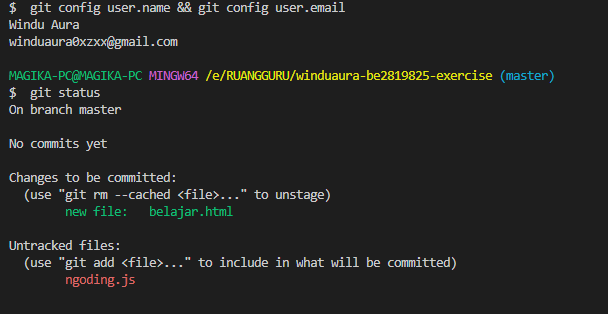 $ git config user.name && git config user.email
Windu Aura
winduaura0xzxx@gmail.com
MAGIKA-PC@MAGIKA-PC MINGW64 /e/RUANGGURU/winduaura-be2819825-exercise (master)
$ git status
On branch master
No commits yet
Changes to be committed:
(use "git rm --cached <file>..." to unstage)
new file: belajar.html
Untracked files:
(use "git add <file>..." to include in what will be committed)
ngoding.js